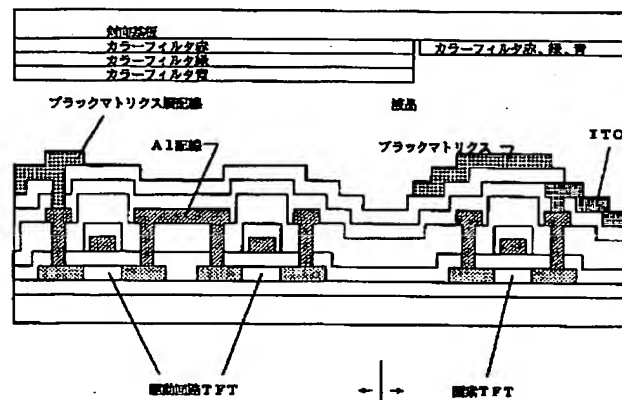 対向基板
カラーフィルタ赤
カラーフィルタ赤、緑、青
カラーフィルタ緑
カラーフィルタ青
ブラックマトリクス層配線
液晶
Al配線
ブラックマトリクス
ITO
駆動回路TFT
画素TFT